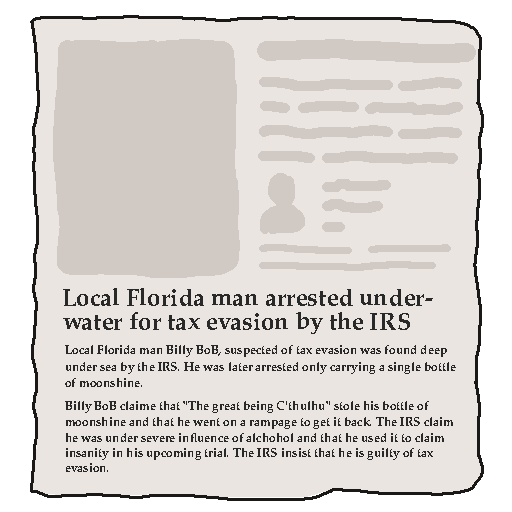 Local Florida man arrested under-
water for tax evasion by the IRS
Local Florida man Billy BoB, suspected of tax evasion was found deep
under sea by the IRS. He was later arrested only carrying a single bottle
of moonshine.
Billy BoB claime that "The great being C'thulhu" stole his bottle of
moonshine and that he went on a rampage to get it back. The IRS claim
he was under severe influence of alchohol and that he used it to claim
insanity in his upcoming trial. The IRS insist that he is guilty of tax
evasion.